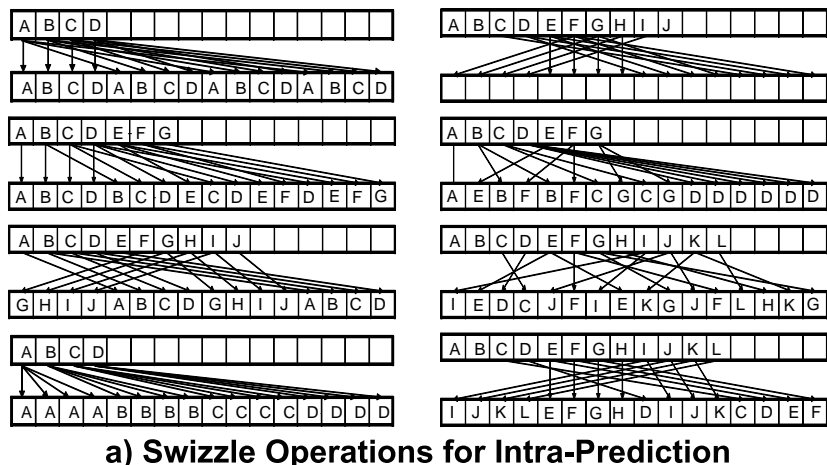 A B C D
A B C D A B C D A B C D A B C D
A B C D E F G
A B C D B C D E C D E F D E F G
A B C D E F G H I J
G H I J A B C D G H I J A B C D
A B C D
A A A A B B B B C C C C D D D D
A B C D E F G H I J
A B C D E F G
A E B F B F C G C G D D D D D D
A B C D E F G H I J K L
I E D C J F I E K G J F L H K G
A B C D E F G H I J K L
I J K L E F G H D I J K C D E F
a) Swizzle Operations for Intra-Prediction